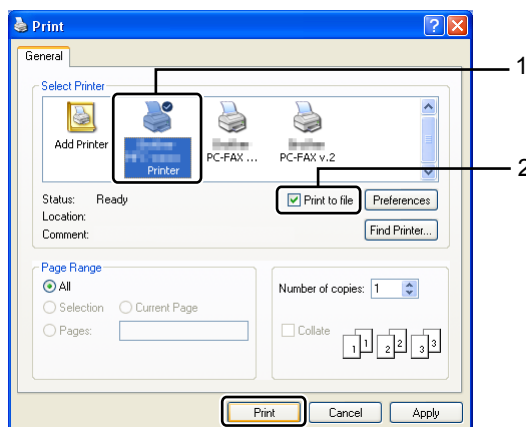 Print
General
1
Select Printer
Add Printer
Printer
PC-FAX ...
PC-FAX v.2
2
Status: Ready
Print to file
Preferences
Location:
Comment:
Find Printer...
Page Range
All
Selection
Current Page
Pages:
Number of copies: 1
Collate
1 1 2 2 3 3
Print
Cancel
Apply